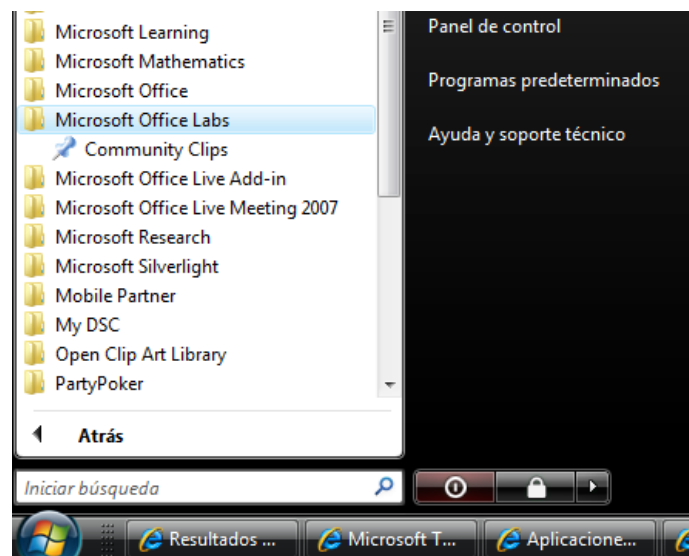 Microsoft Learning
Microsoft Mathematics
Microsoft Office
Microsoft Office Labs
Community Clips
Microsoft Office Live Add-in
Microsoft Office Live Meeting 2007
Microsoft Research
Microsoft Silverlight
Mobile Partner
My DSC
Open Clip Art Library
PartyPoker
Atrás
Iniciar búsqueda
Panel de control
Programas predeterminados
Ayuda y soporte técnico
Resultados ...
Microsoft T...
Aplicacione...